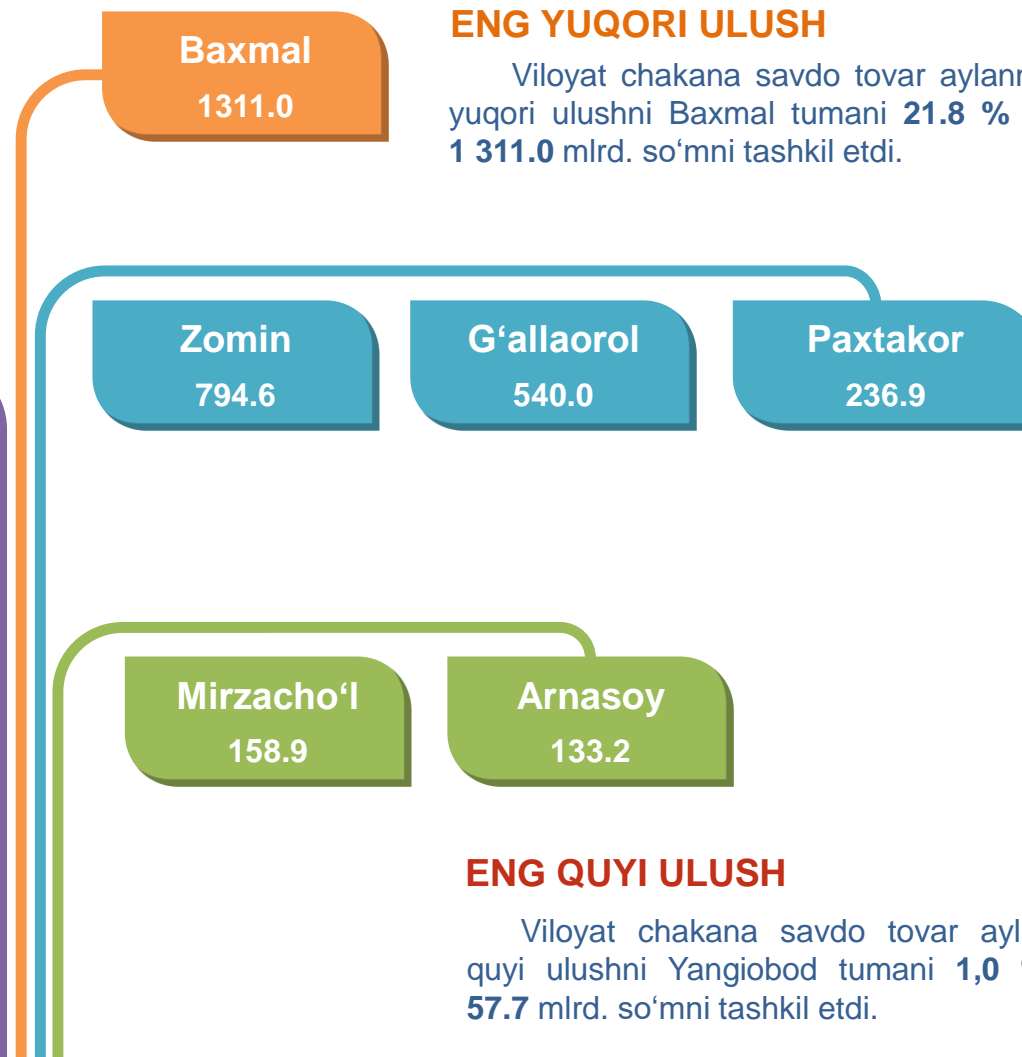 Baxmal
1311.0
ENG YUQORI ULUSH
Viloyat chakana savdo tovar
yuqori ulushni Baxmal tumani 21.8 %
1 311.0 mlrd. so‘mni tashkil etdi.
Zomin
794.6
G‘allaorol
540.0
Paxtakor
236.9
Mirzacho‘l
158.9
Arnasoy
133.2
ENG QUYI ULUSH
Viloyat chakana savdo tovar
quyi ulushni Yangiobod tumani 1,0
57.7 mlrd. so‘mni tashkil etdi.